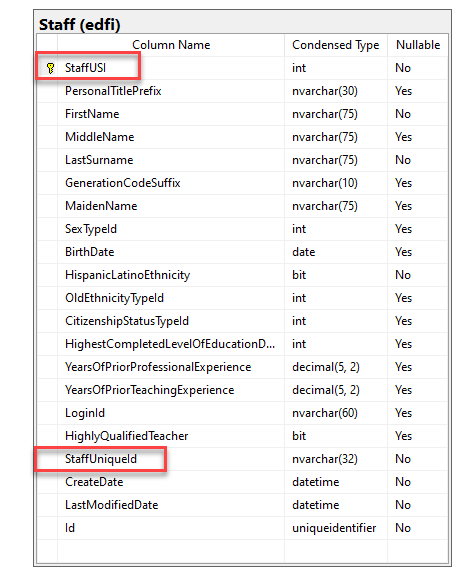 Staff (edfi)
Column Name Condensed Type Nullable
StaffUSI int No
PersonalTitlePrefix nvarchar(30) Yes
FirstName nvarchar(75) No
MiddleName nvarchar(75) Yes
LastSurname nvarchar(75) No
GenerationCodeSuffix nvarchar(10) Yes
MaidenName nvarchar(75) Yes
SexTypeId int Yes
BirthDate date Yes
HispanicLatinoEthnicity bit No
OldEthnicityTypeId int Yes
CitizenshipStatusTypeId int Yes
HighestCompletedLevelOfEducationD... int Yes
YearsOfPriorProfessionalExperience decimal(5, 2) Yes
YearsOfPriorTeachingExperience decimal(5, 2) Yes
LoginId nvarchar(60) Yes
HighlyQualifiedTeacher bit Yes
StaffUniqueId nvarchar(32) No
CreateDate datetime No
LastModifiedDate datetime No
Id uniqueidentifier No